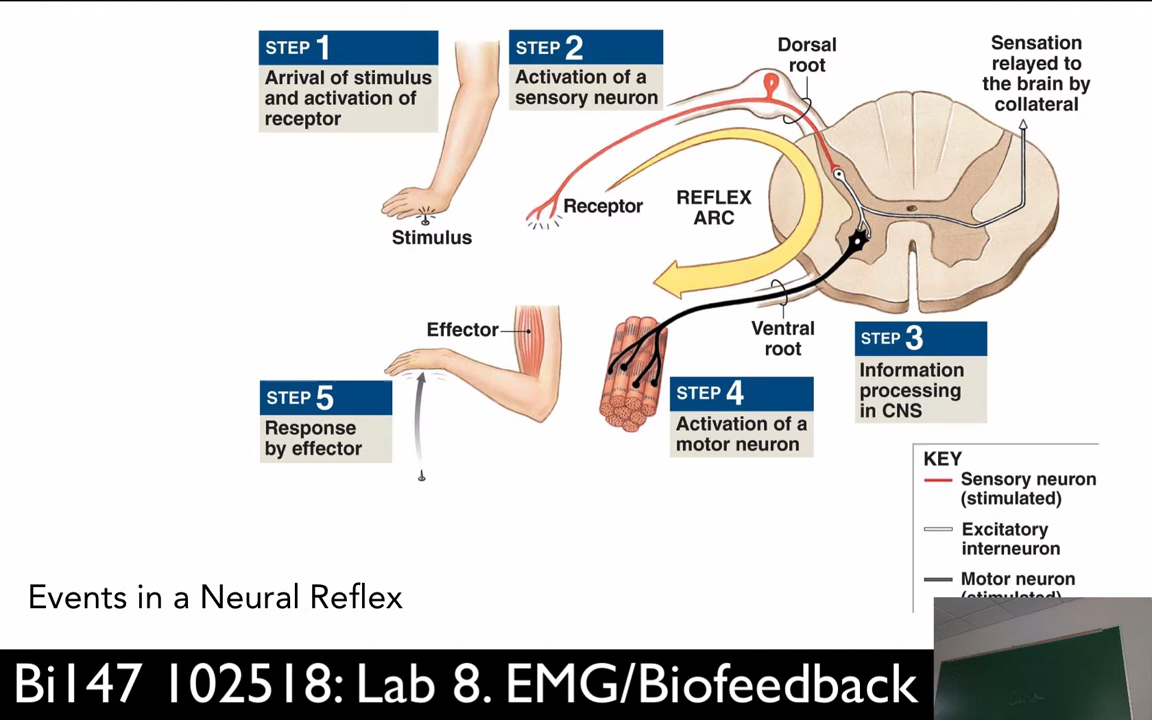 STEP 1
Arrival of stimulus
and activation of
receptor
Stimulus
STEP 2
Activation of a
sensory neuron
Receptor
Dorsal
root
Sensation
relayed to
the brain by
collateral
REFLEX
ARC
Ventral
root
STEP 3
Information
processing
in CNS
STEP 4
Activation of a
motor neuron
Effector
STEP 5
Response
by effector
KEY
Sensory neuron
(stimulated)
Excitatory
interneuron
Motor neuron
(stimulated)
Events in a Neural Reflex
Bi147 102518: Lab 8. EMG/Biofeedback